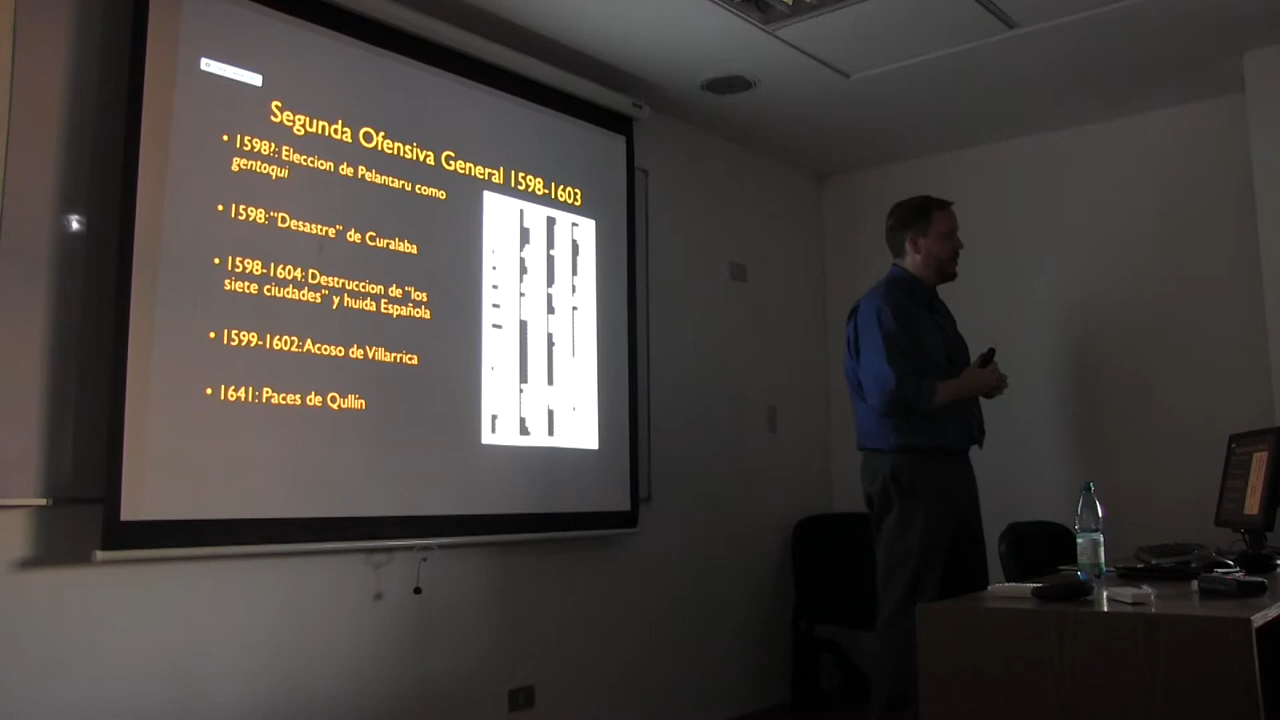 Segunda Ofensiva General 1598-1603
• 1598?: Eleccion de Pelantaru como
gentoqui
• 1598: “Desastre” de Curalaba
• 1598-1604: Destruccion de “los
siete ciudades” y huida Española
• 1599-1602: Acoso de Villarrica
• 1641: Paces de Qullín